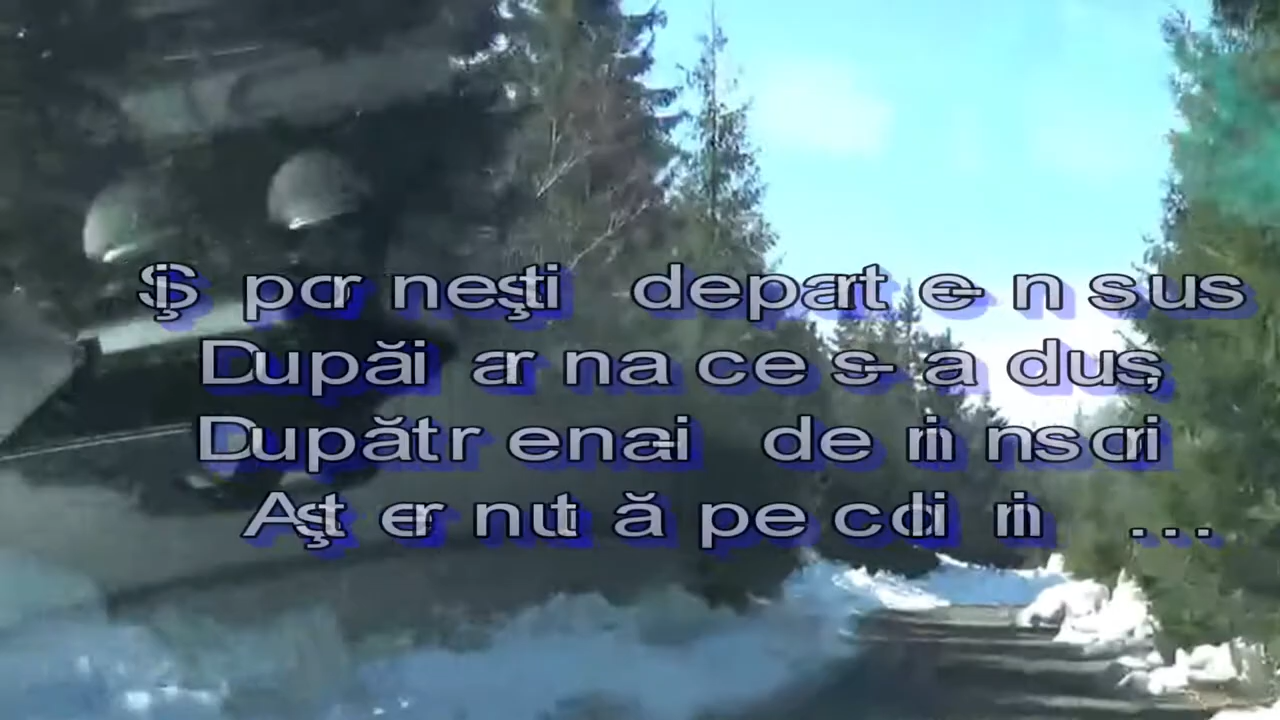 Şi porneşti departe-n sus
După iarna ce s-a dus,
După trena-i de ninsori
Aşternută pe colini ...